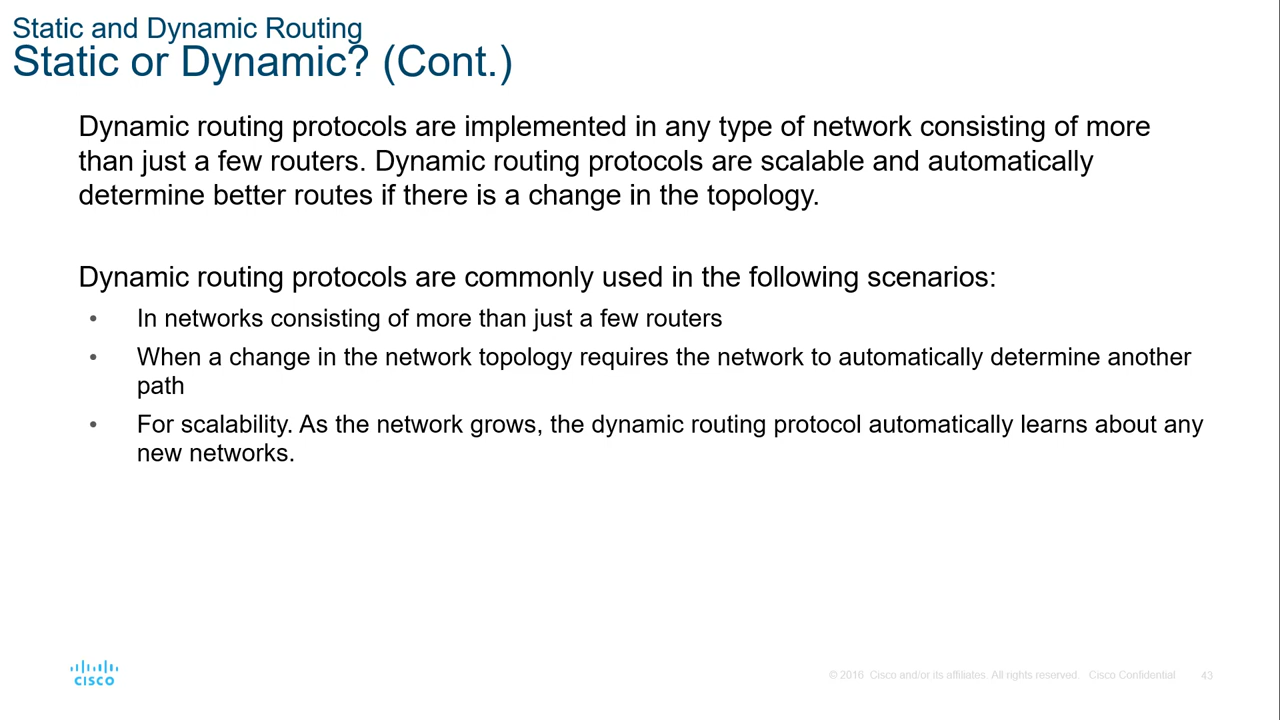 Static and Dynamic Routing
Static or Dynamic? (Cont.)
Dynamic routing protocols are implemented in any type of network consisting of more
than just a few routers. Dynamic routing protocols are scalable and automatically
determine better routes if there is a change in the topology.
Dynamic routing protocols are commonly used in the following scenarios:
• In networks consisting of more than just a few routers
• When a change in the network topology requires the network to automatically determine another
path
• For scalability. As the network grows, the dynamic routing protocol automatically learns about any
new networks.
CISCO
© 2016 Cisco and/or its affiliates. All rights reserved. Cisco Confidential 43